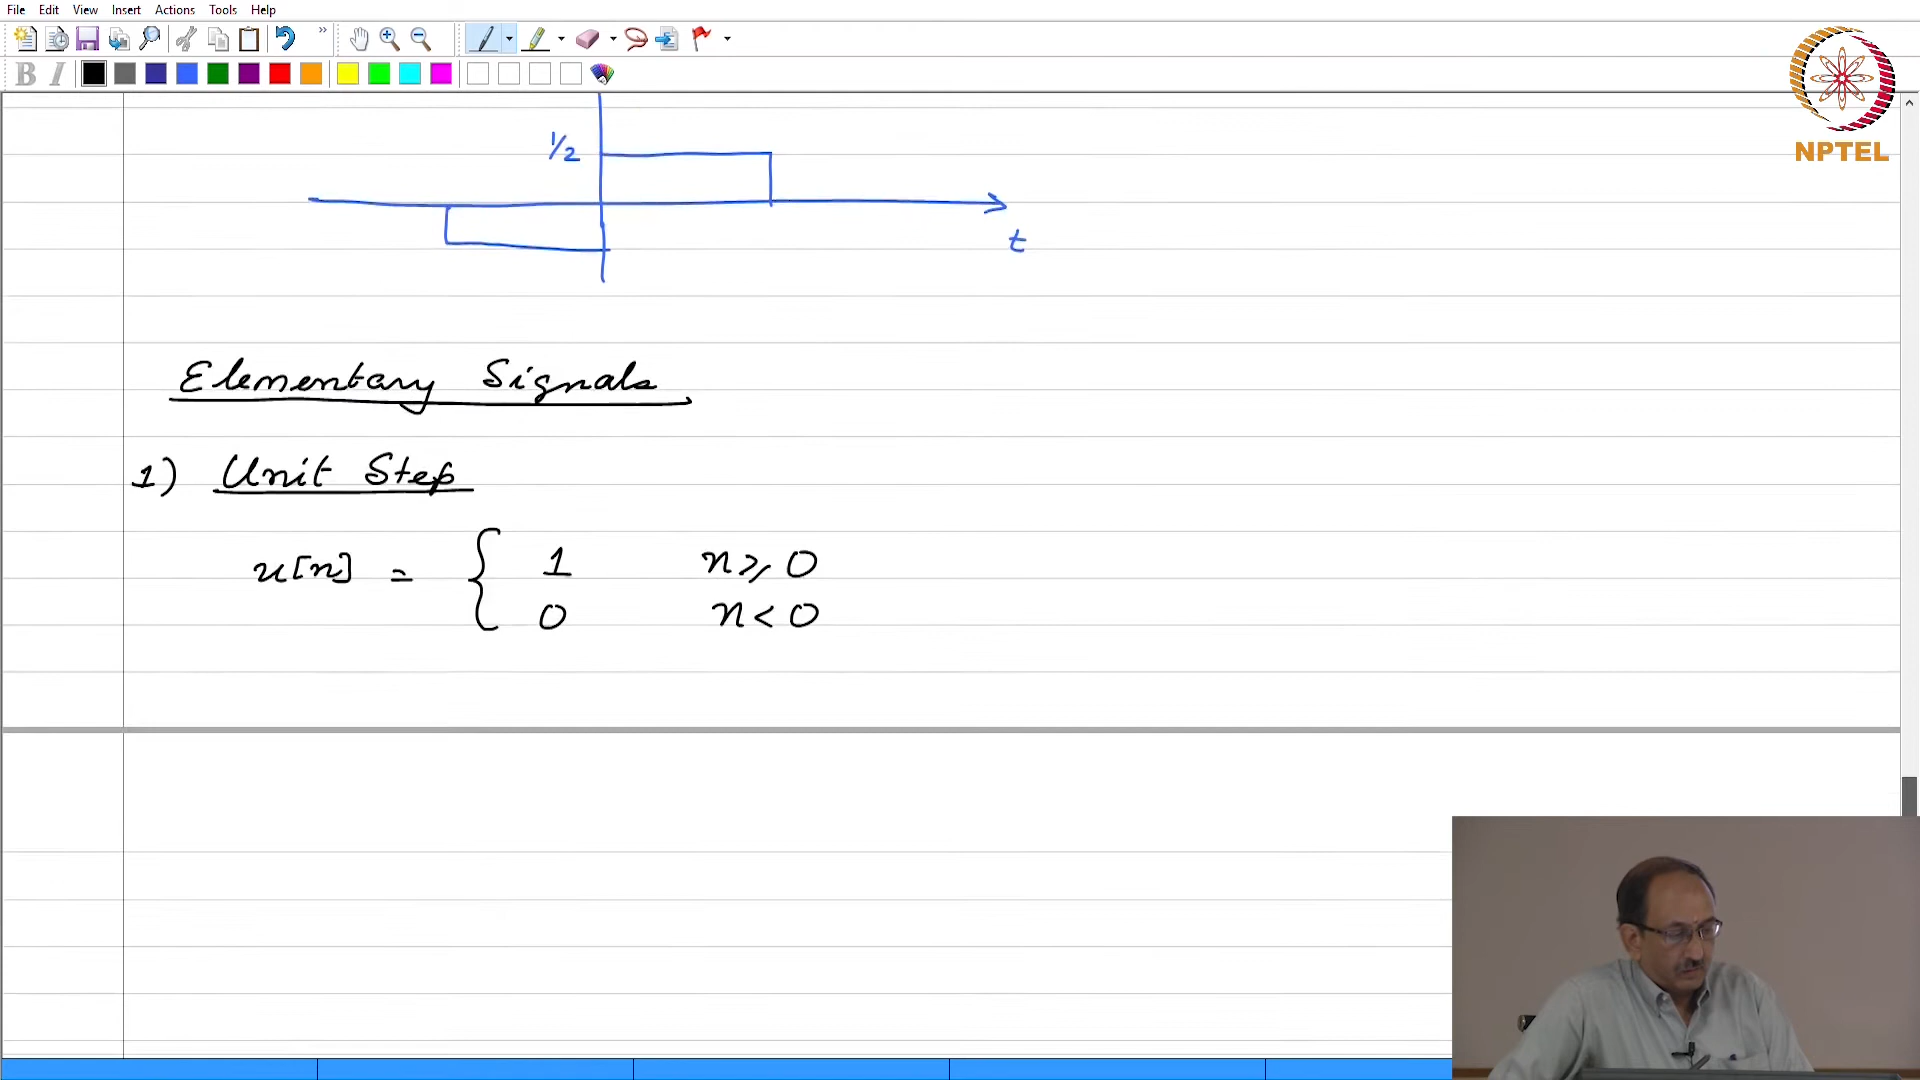 File Edit View Insert Actions Tools Help
B I
NPTEL
1/2
t
Elementary Signals
1) Unit Step
u[n] = { 1 n ⩾ 0
0 n < 0